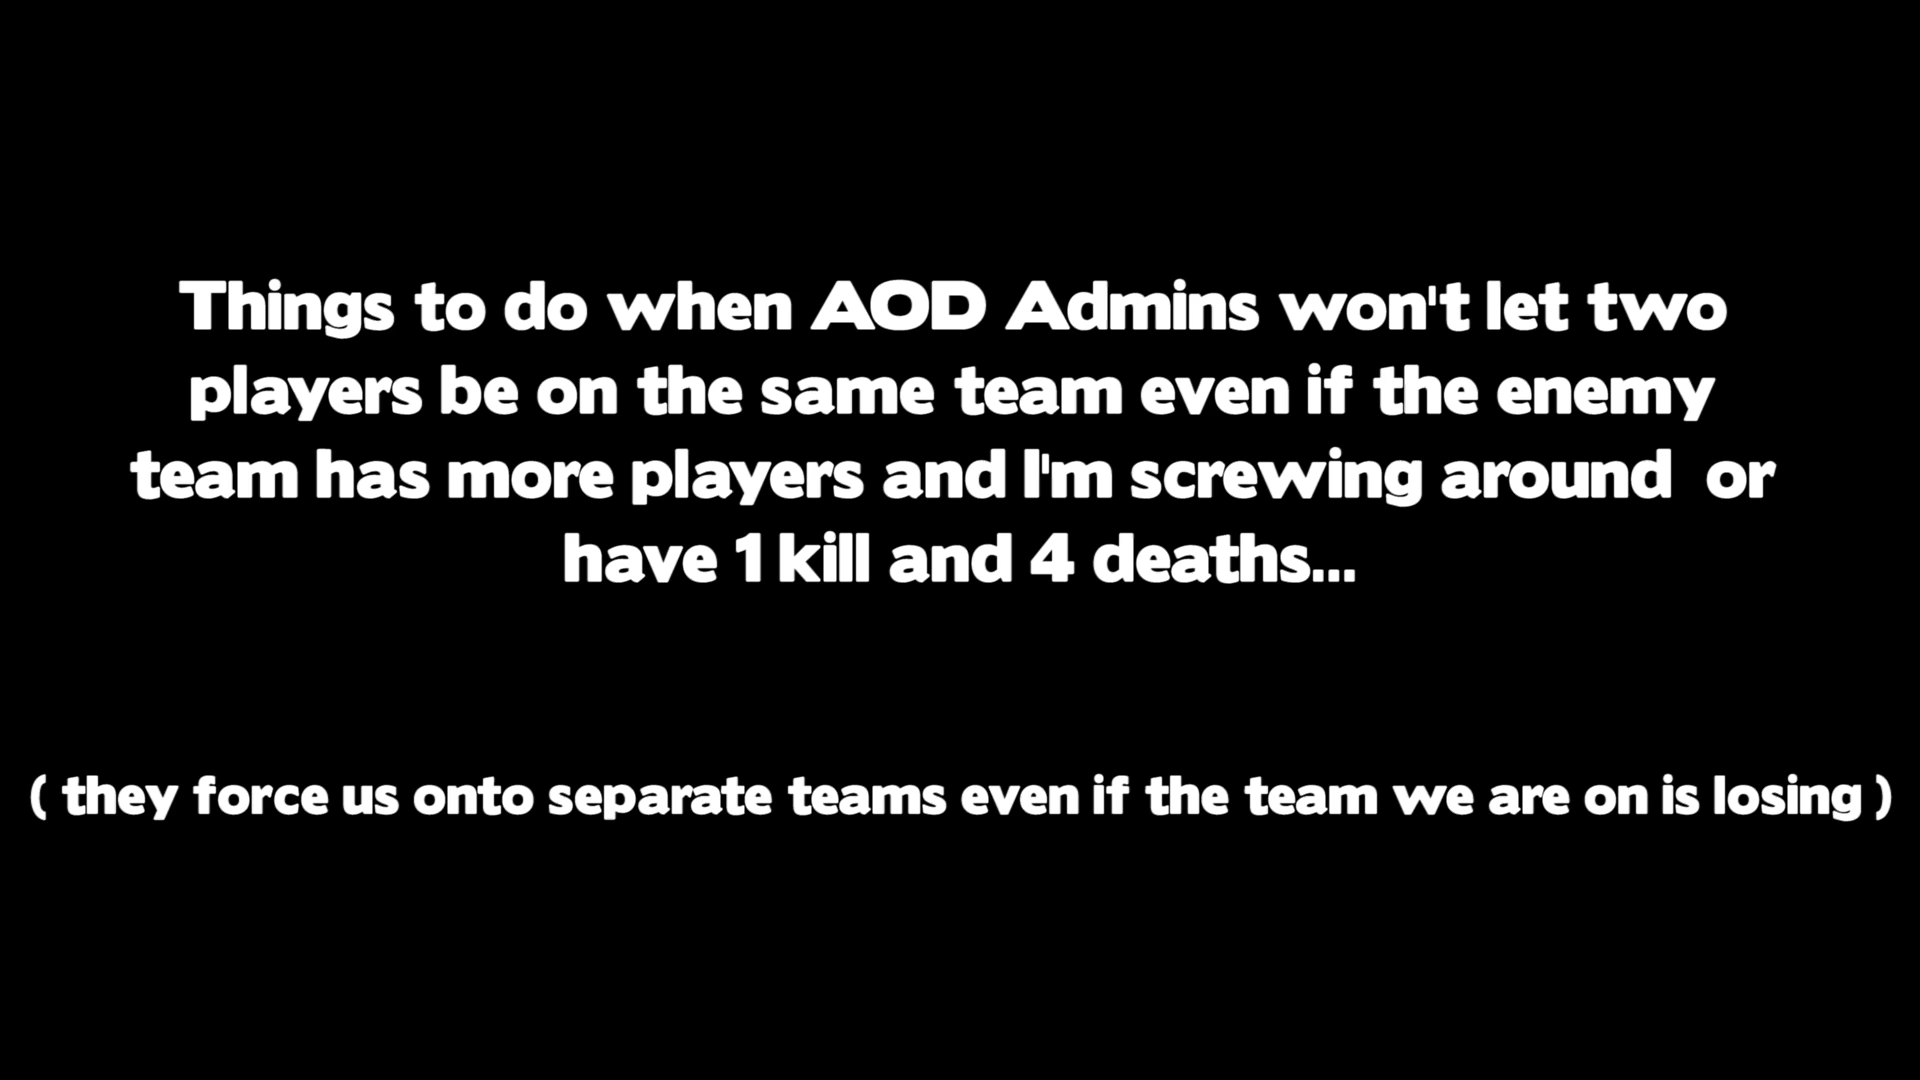 Things to do when AOD Admins won't let two
players be on the same team even if the enemy
team has more players and I'm screwing around  or
have 1 kill and 4 deaths...
( they force us onto separate teams even if the team we are on is losing )